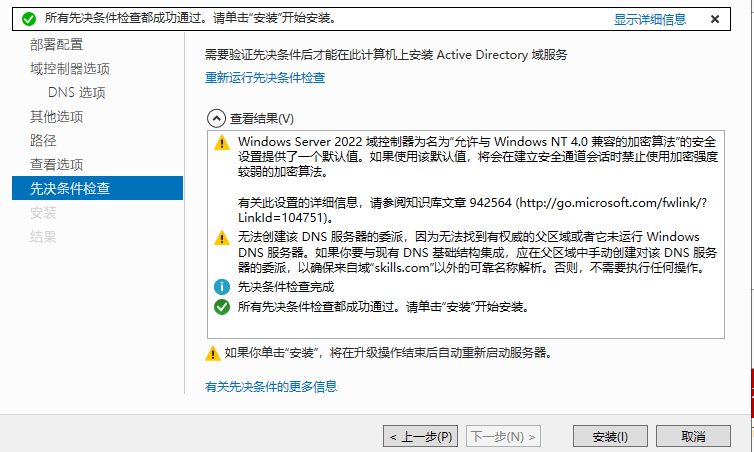 所有先决条件检查都成功通过。请单击“安装”开始安装。
显示详细信息
部署配置
域控制器选项
DNS 选项
其他选项
路径
查看选项
先决条件检查
安装
结果
需要验证先决条件后才能在此计算机上安装 Active Directory 域服务
重新运行先决条件检查
查看结果(V)
Windows Server 2022 域控制器为名为“允许与 Windows NT 4.0 兼容的加密算法”的安全
设置提供了一个默认值。如果使用该默认值，将会在建立安全通道会话时禁止使用加密强度
较弱的加密算法。
有关此设置的详细信息，请参阅知识库文章 942564 (http://go.microsoft.com/fwlink/?
LinkId=104751)。
无法创建该 DNS 服务器的委派，因为无法找到有权威的父区域或者它未运行 Windows
DNS 服务器。如果你要与现有 DNS 基础结构集成，应在父区域中手动创建对该 DNS 服务
器的委派，以确保来自域“skills.com”以外的可靠名称解析。否则，不需要执行任何操作。
先决条件检查完成
所有先决条件检查都成功通过。请单击“安装”开始安装。
如果你单击“安装”，将在升级操作结束后自动重新启动服务器。
有关先决条件的更多信息
< 上一步(P)
下一步(N) >
安装(I)
取消